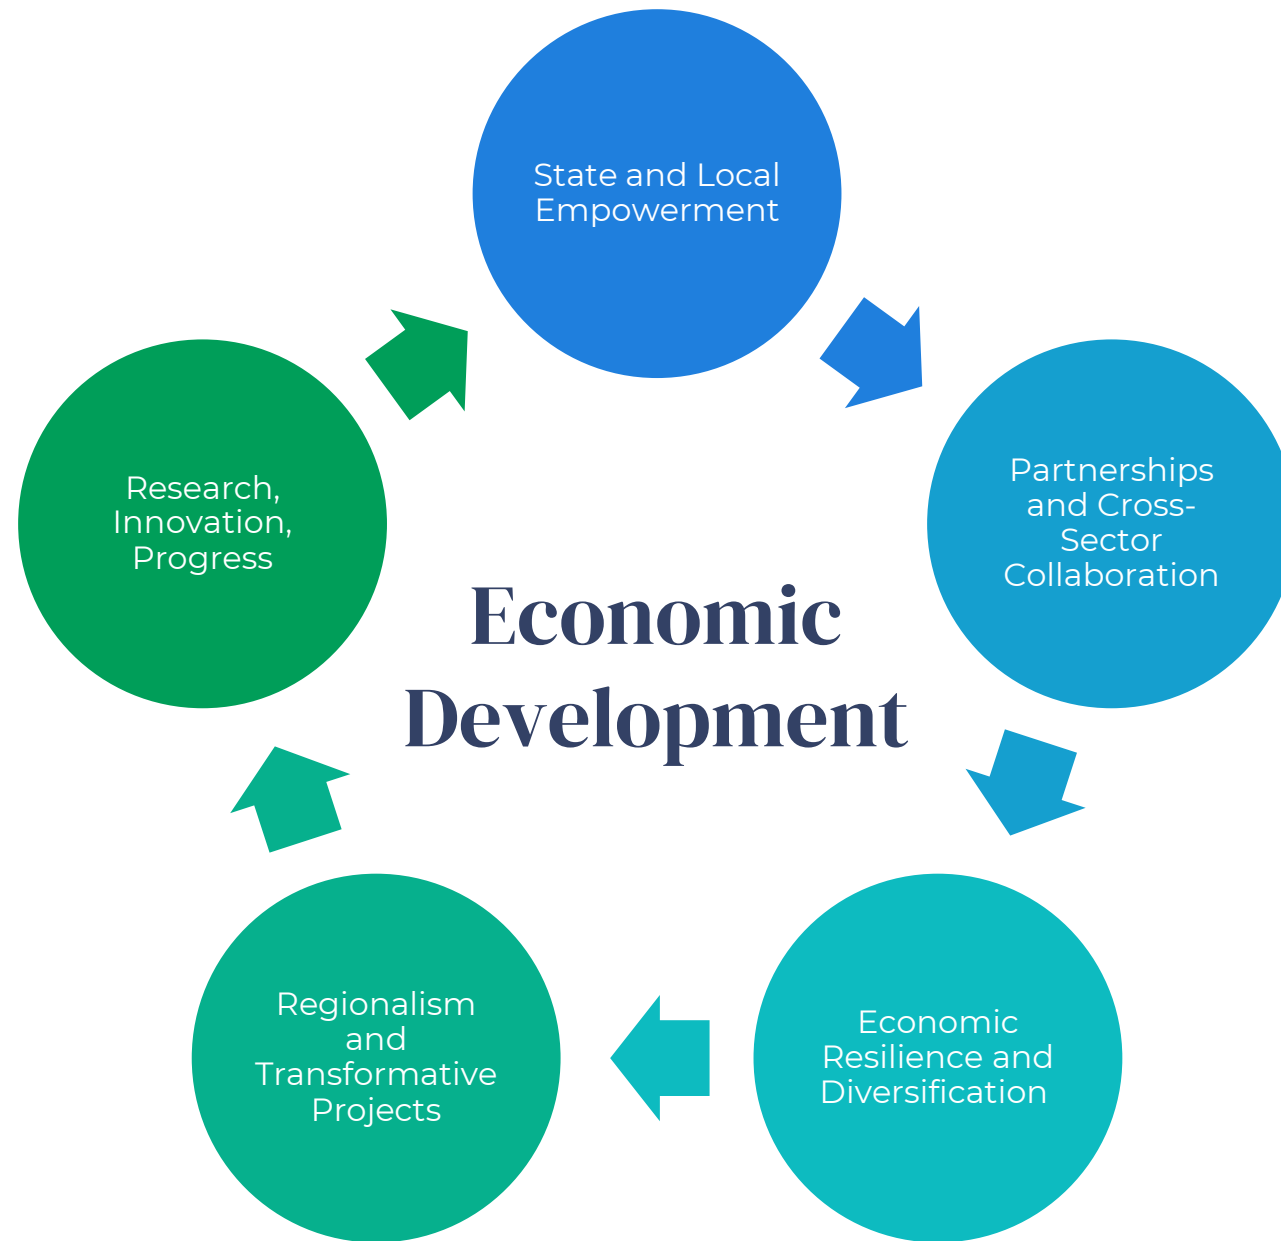 State and Local
Empowerment
Partnerships
and Cross-
Sector
Collaboration
Economic
Resilience and
Diversification
Regionalism
and
Transformative
Projects
Research,
Innovation,
Progress
Economic
Development